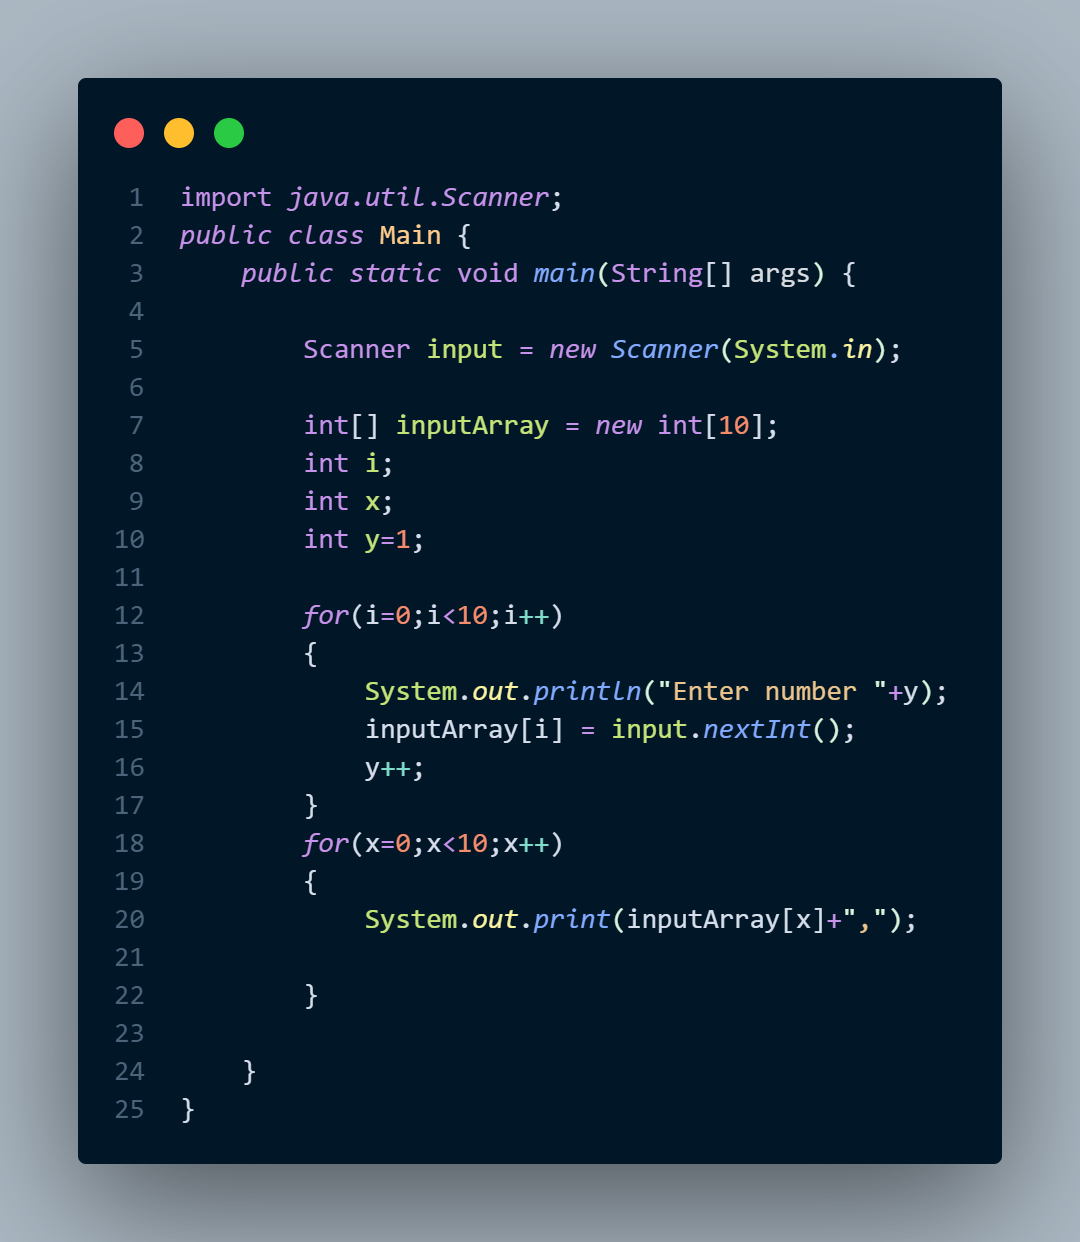 1 import java.util.Scanner;
2 public class Main {
3     public static void main(String[] args) {
4
5         Scanner input = new Scanner(System.in);
6
7         int[] inputArray = new int[10];
8         int i;
9         int x;
10         int y=1;
11
12         for(i=0;i<10;i++)
13         {
14             System.out.println("Enter number "+y);
15             inputArray[i] = input.nextInt();
16             y++;
17         }
18         for(x=0;x<10;x++)
19         {
20             System.out.print(inputArray[x]+",");
21
22         }
23
24     }
25 }